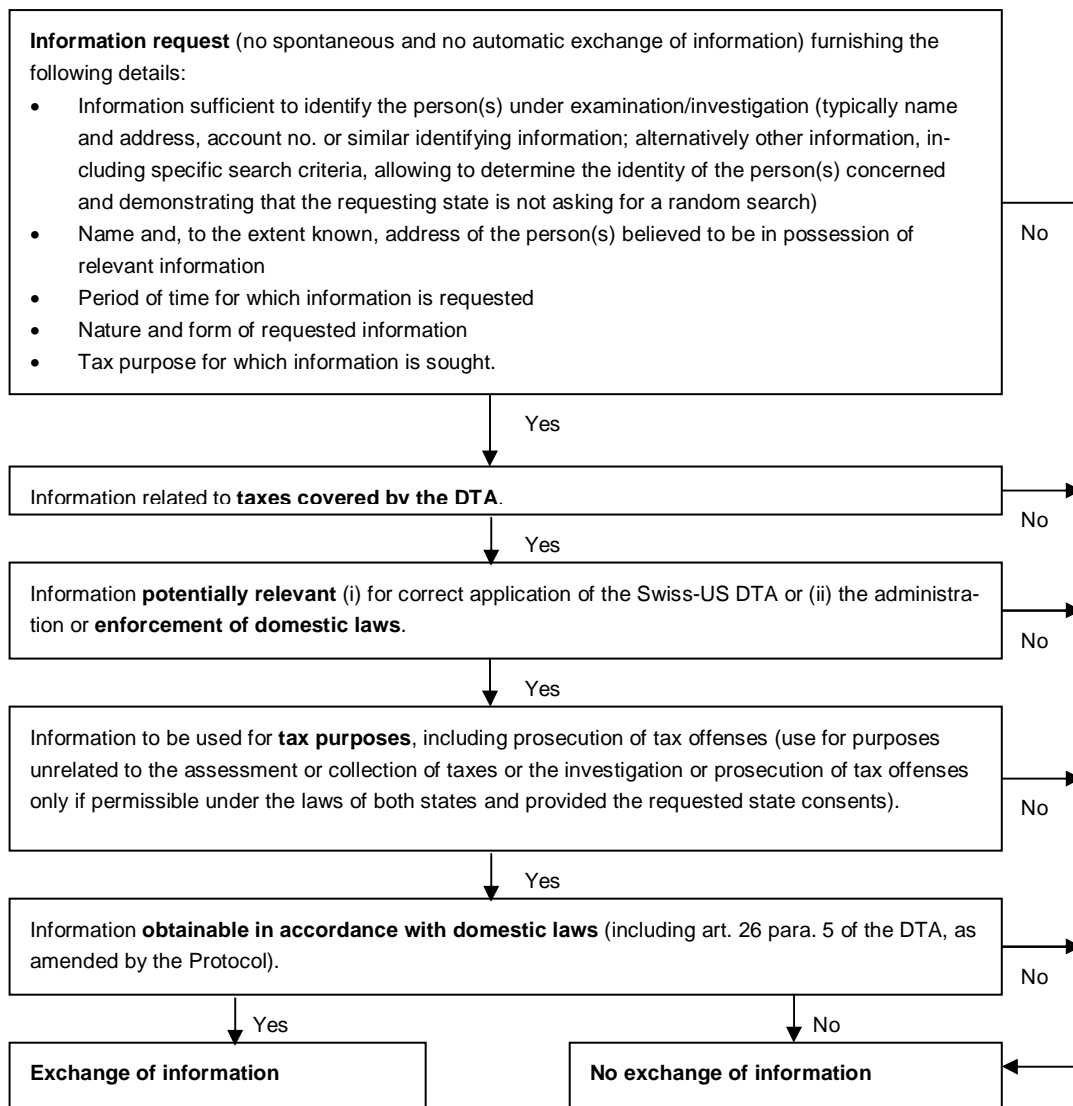 Information request (no spontaneous and no automatic exchange of information) furnishing the
following details:
• Information sufficient to identify the person(s) under examination/investigation (typically name
and address, account no. or similar identifying information; alternatively other information, in-
cluding specific search criteria, allowing to determine the identity of the person(s) concerned
and demonstrating that the requesting state is not asking for a random search)
• Name and, to the extent known, address of the person(s) believed to be in possession of
relevant information
• Period of time for which information is requested
• Nature and form of requested information
• Tax purpose for which information is sought.
No
Yes
Information related to taxes covered by the DTA.
No
Yes
Information potentially relevant (i) for correct application of the Swiss-US DTA or (ii) the administra-
tion or enforcement of domestic laws.
No
Yes
Information to be used for tax purposes, including prosecution of tax offenses (use for purposes
unrelated to the assessment or collection of taxes or the investigation or prosecution of tax offenses
only if permissible under the laws of both states and provided the requested state consents).
No
Yes
Information obtainable in accordance with domestic laws (including art. 26 para. 5 of the DTA, as
amended by the Protocol).
No
Yes
No
Exchange of information
No exchange of information